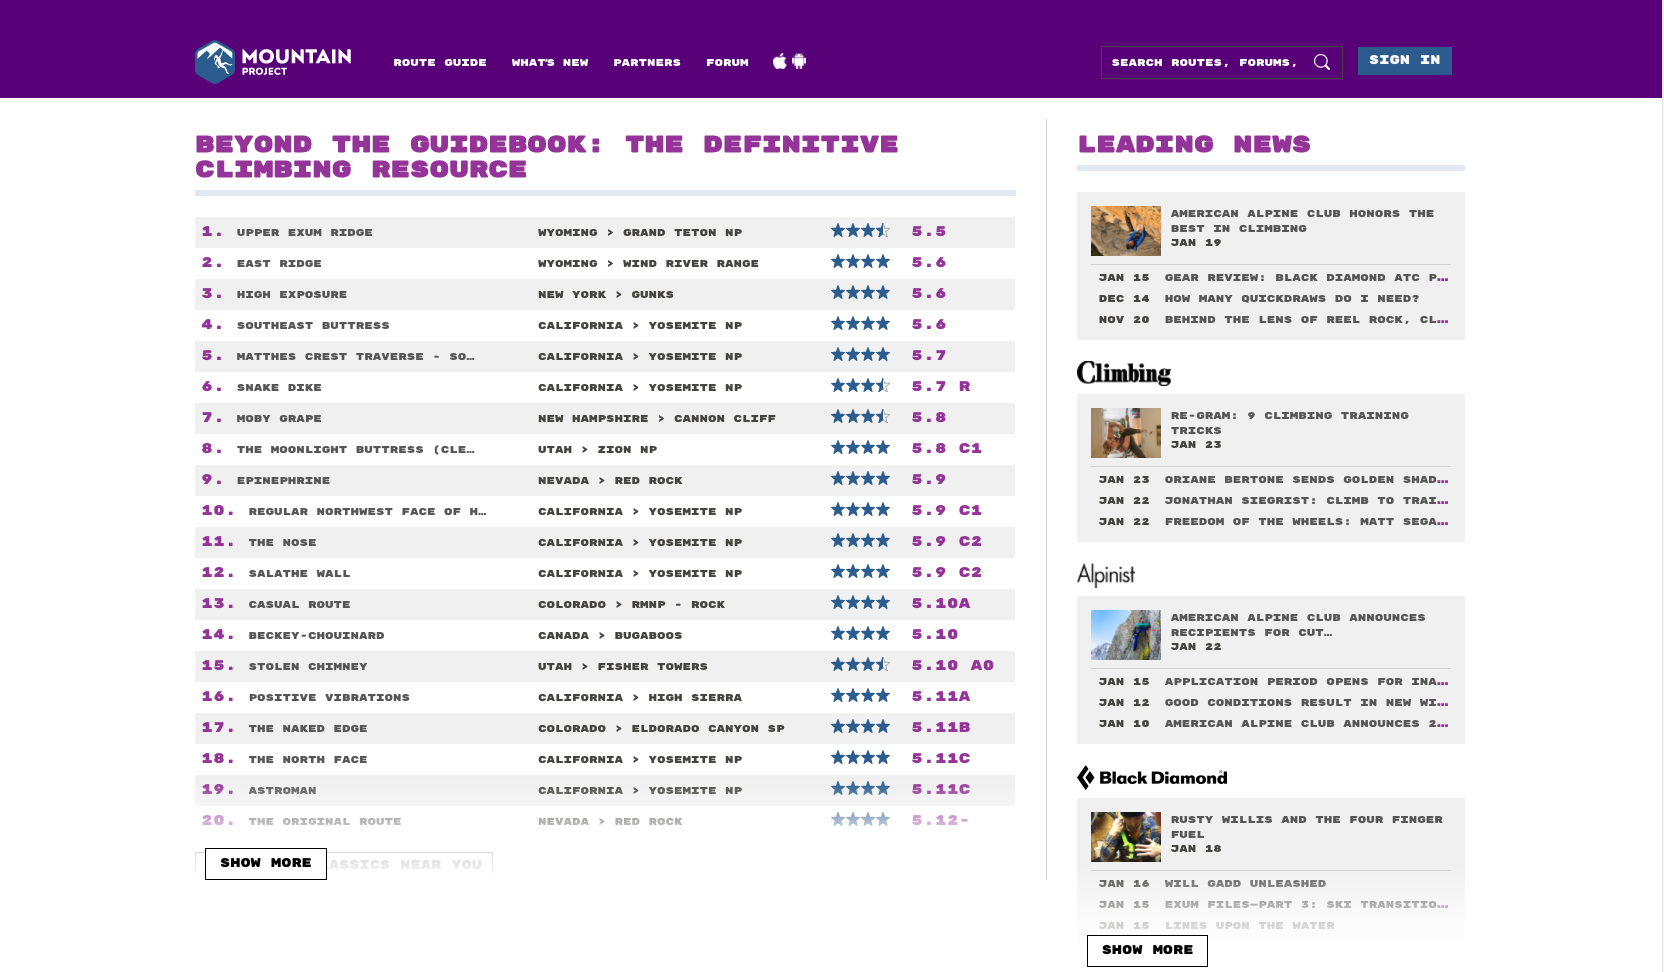 MOUNTAIN
PROJECT
ROUTE GUIDE
WHAT'S NEW
PARTNERS
FORUM
SEARCH ROUTES, FORUMS,
SIGN IN
BEYOND THE GUIDEBOOK: THE DEFINITIVE
CLIMBING RESOURCE
1. UPPER EXUM RIDGE WYOMING > GRAND TETON NP 5.5
2. EAST RIDGE WYOMING > WIND RIVER RANGE 5.6
3. HIGH EXPOSURE NEW YORK > GUNKS 5.6
4. SOUTHEAST BUTTRESS CALIFORNIA > YOSEMITE NP 5.6
5. MATTHES CREST TRAVERSE - SO… CALIFORNIA > YOSEMITE NP 5.7
6. SNAKE DIKE CALIFORNIA > YOSEMITE NP 5.7 R
7. MOBY GRAPE NEW HAMPSHIRE > CANNON CLIFF 5.8
8. THE MOONLIGHT BUTTRESS (CLE… UTAH > ZION NP 5.8 C1
9. EPINEPHRINE NEVADA > RED ROCK 5.9
10. REGULAR NORTHWEST FACE OF H… CALIFORNIA > YOSEMITE NP 5.9 C1
11. THE NOSE CALIFORNIA > YOSEMITE NP 5.9 C2
12. SALATHE WALL CALIFORNIA > YOSEMITE NP 5.9 C2
13. CASUAL ROUTE COLORADO > RMNP - ROCK 5.10A
14. BECKEY-CHOUINARD CANADA > BUGABOOS 5.10
15. STOLEN CHIMNEY UTAH > FISHER TOWERS 5.10 A0
16. POSITIVE VIBRATIONS CALIFORNIA > HIGH SIERRA 5.11A
17. THE NAKED EDGE COLORADO > ELDORADO CANYON SP 5.11B
18. THE NORTH FACE CALIFORNIA > YOSEMITE NP 5.11C
19. ASTROMAN CALIFORNIA > YOSEMITE NP 5.11C
20. THE ORIGINAL ROUTE NEVADA > RED ROCK 5.12-
SHOW MORE
ASSICS NEAR YOU
LEADING NEWS
AMERICAN ALPINE CLUB HONORS THE
BEST IN CLIMBING
JAN 19
JAN 15 GEAR REVIEW: BLACK DIAMOND ATC P…
DEC 14 HOW MANY QUICKDRAWS DO I NEED?
NOV 20 BEHIND THE LENS OF REEL ROCK, CL…
Climbing
RE-GRAM: 9 CLIMBING TRAINING
TRICKS
JAN 23
JAN 23 ORIANE BERTONE SENDS GOLDEN SHAD…
JAN 22 JONATHAN SIEGRIST: CLIMB TO TRAI…
JAN 22 FREEDOM OF THE WHEELS: MATT SEGA…
Alpinist
AMERICAN ALPINE CLUB ANNOUNCES
RECIPIENTS FOR CUT…
JAN 22
JAN 15 APPLICATION PERIOD OPENS FOR INA…
JAN 12 GOOD CONDITIONS RESULT IN NEW WI…
JAN 10 AMERICAN ALPINE CLUB ANNOUNCES 2…
Black Diamond
RUSTY WILLIS AND THE FOUR FINGER
FUEL
JAN 18
JAN 16 WILL GADD UNLEASHED
JAN 15 EXUM FILES—PART 3: SKI TRANSITIO…
JAN 15 LINES UPON THE WATER
SHOW MORE